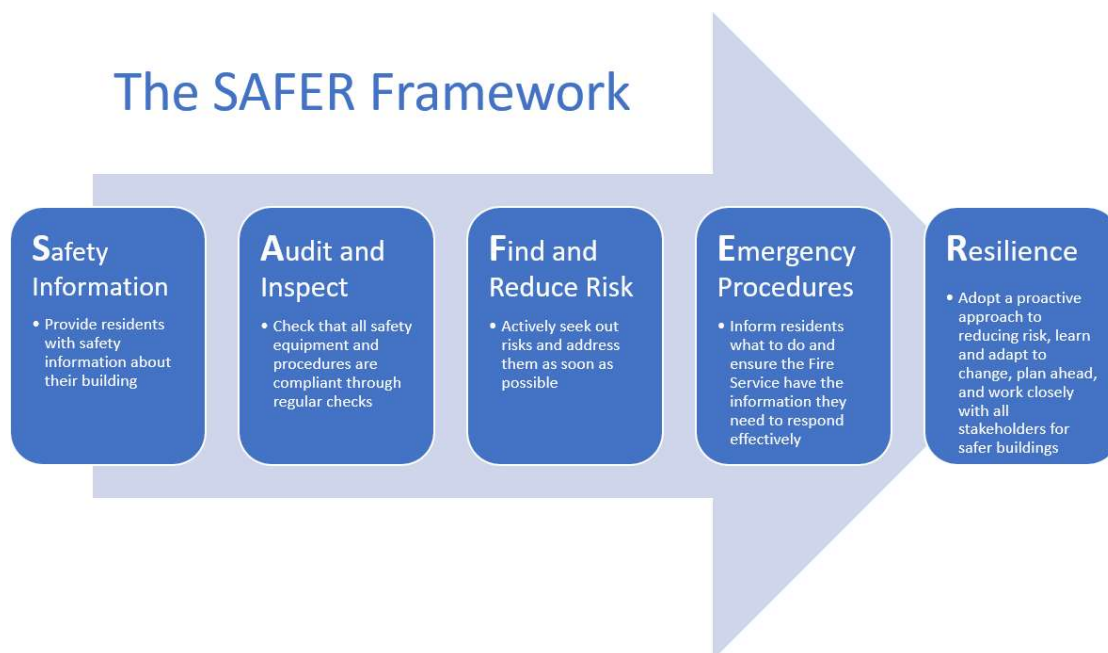 The SAFER Framework
Safety
Information
• Provide residents
with safety
information about
their building
Audit and
Inspect
• Check that all safety
equipment and
procedures are
compliant through
regular checks
Find and
Reduce Risk
• Actively seek out
risks and address
them as soon as
possible
Emergency
Procedures
• Inform residents
what to do and
ensure the Fire
Service have the
information they
need to respond
effectively
Resilience
• Adopt a proactive
approach to
reducing risk, learn
and adapt to
change, plan ahead,
and work closely
with all
stakeholders for
safer buildings